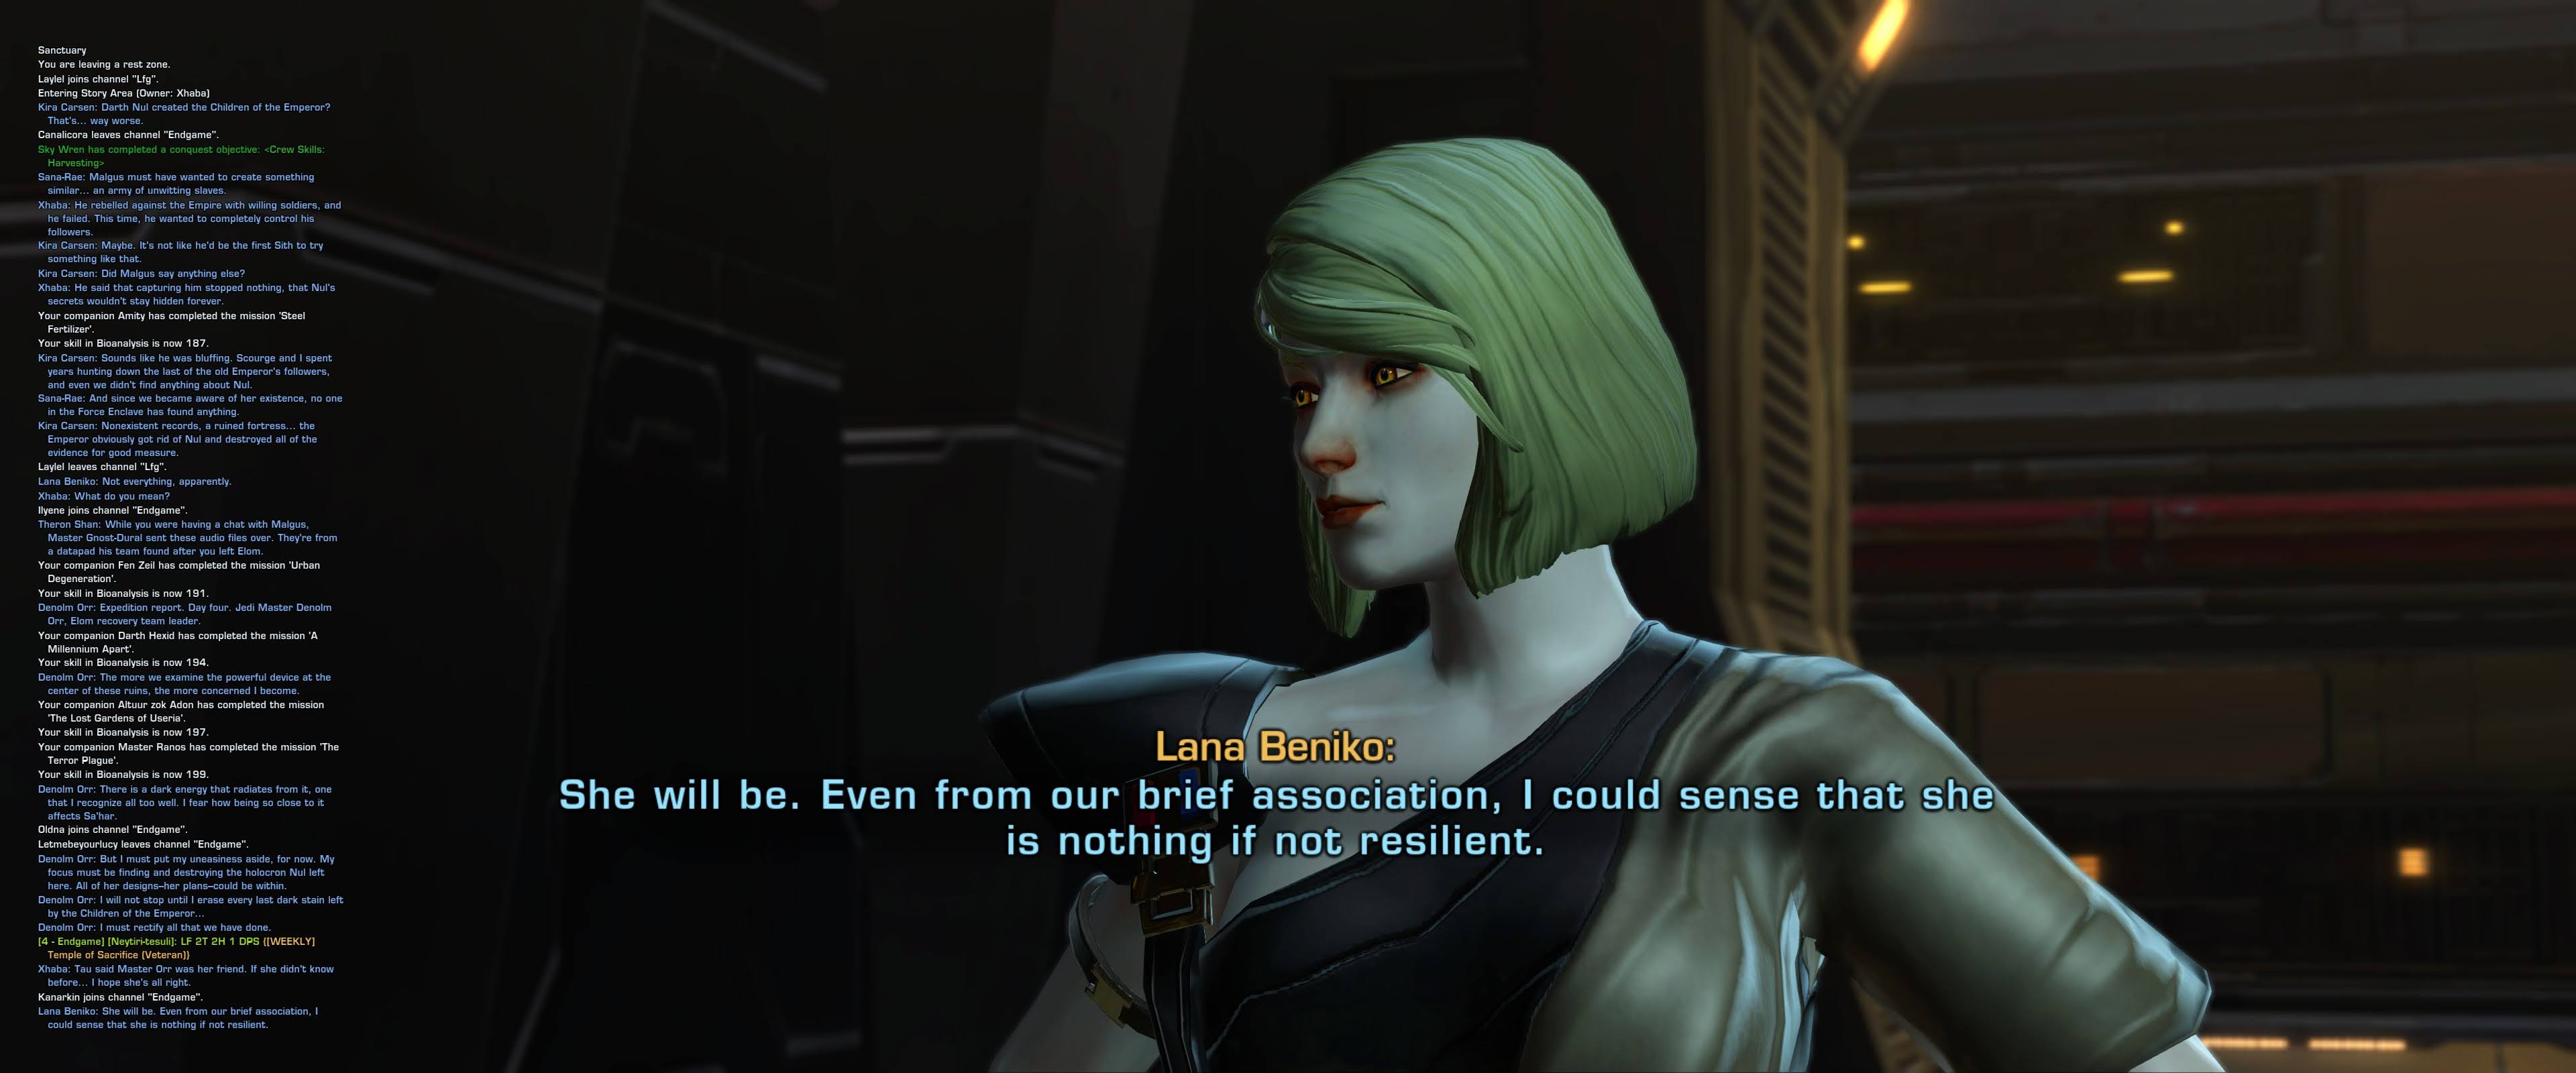 Sanctuary
You are leaving a rest zone.
Laylel joins channel "Lfg".
Entering Story Area (Owner: Xhaba)
Kira Carsen: Darth Nul created the Children of the Emperor?
That's... way worse.
Canalicora leaves channel "Endgame".
Sky Wren has completed a conquest objective: <Crew Skills:
Harvesting>
Sana-Rae: Malgus must have wanted to create something
similar... an army of unwitting slaves.
Xhaba: He rebelled against the Empire with willing soldiers, and
he failed. This time, he wanted to completely control his
followers.
Kira Carsen: Maybe. It's not like he'd be the first Sith to try
something like that.
Kira Carsen: Did Malgus say anything else?
Xhaba: He said that capturing him stopped nothing, that Nul's
secrets wouldn't stay hidden forever.
Your companion Amity has completed the mission 'Steel
Fertilizer'.
Your skill in Bioanalysis is now 187.
Kira Carsen: Sounds like he was bluffing. Scourge and I spent
years hunting down the last of the old Emperor's followers,
and even we didn't find anything about Nul.
Sana-Rae: And since we became aware of her existence, no one
in the Force Enclave has found anything.
Kira Carsen: Nonexistent records, a ruined fortress... the
Emperor obviously got rid of Nul and destroyed all of the
evidence for good measure.
Laylel leaves channel "Lfg".
Lana Beniko: Not everything, apparently.
Xhaba: What do you mean?
Ilyene joins channel "Endgame".
Theron Shan: While you were having a chat with Malgus,
Master Gnost-Dural sent these audio files over. They're from
a datapad his team found after you left Elom.
Your companion Fen Zeil has completed the mission 'Urban
Degeneration'.
Your skill in Bioanalysis is now 191.
Denolm Orr: Expedition report. Day four. Jedi Master Denolm
Orr, Elom recovery team leader.
Your companion Darth Hexid has completed the mission 'A
Millennium Apart'.
Your skill in Bioanalysis is now 194.
Denolm Orr: The more we examine the powerful device at the
center of these ruins, the more concerned I become.
Your companion Altuur zok Adon has completed the mission
'The Lost Gardens of Useria'.
Your skill in Bioanalysis is now 197.
Your companion Master Ranos has completed the mission 'The
Terror Plague'.
Your skill in Bioanalysis is now 199.
Denolm Orr: There is a dark energy that radiates from it, one
that I recognize all too well. I fear how being so close to it
affects Sa'har.
Oldna joins channel "Endgame".
Letmebeyourlucy leaves channel "Endgame".
Denolm Orr: But I must put my uneasiness aside, for now. My
focus must be finding and destroying the holocron Nul left
here. All of her designs—her plans—could be within.
Denolm Orr: I will not stop until I erase every last dark stain left
by the Children of the Emperor...
Denolm Orr: I must rectify all that we have done.
[4 - Endgame] [Neytiri-tesuli]: LF 2T 2H 1 DPS ([WEEKLY]
Temple of Sacrifice (Veteran))
Xhaba: Tau said Master Orr was her friend. If she didn't know
before... I hope she's all right.
Kanarkin joins channel "Endgame".
Lana Beniko: She will be. Even from our brief association, I
could sense that she is nothing if not resilient.
Lana Beniko:
She will be. Even from our brief association, I could sense that she
is nothing if not resilient.